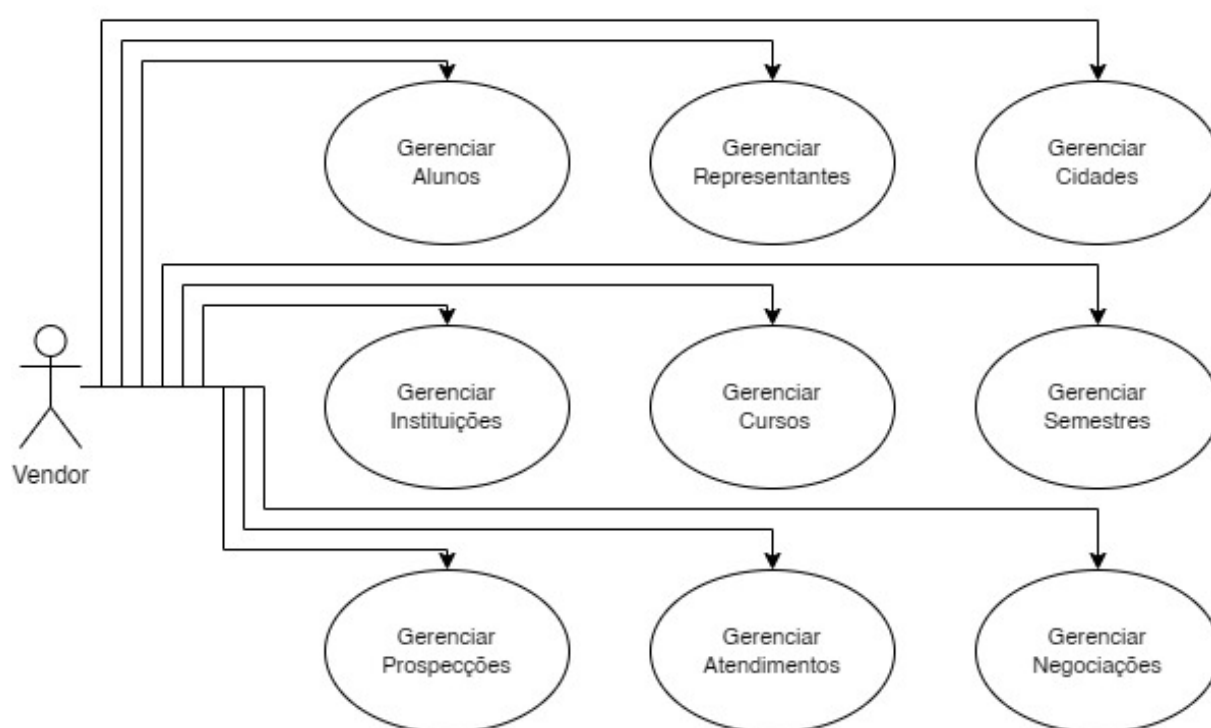 Gerenciar
Alunos
Gerenciar
Representantes
Gerenciar
Cidades
Gerenciar
Instituições
Gerenciar
Cursos
Gerenciar
Semestres
Vendor
Gerenciar
Prospecções
Gerenciar
Atendimentos
Gerenciar
Negociações